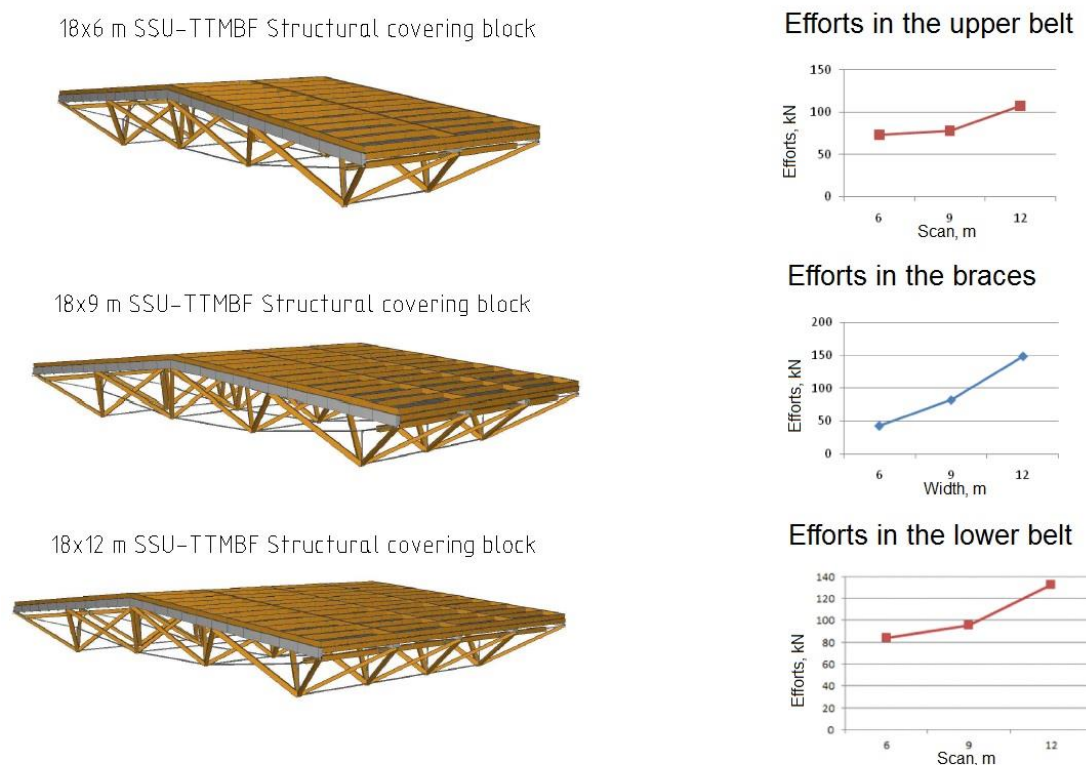 18x6 m SSU-TTMBF Structural covering block
Efforts in the upper belt
150
100
50
0
Efforts, kN
6
9
12
Scan, m
18x9 m SSU-TTMBF Structural covering block
Efforts in the braces
200
150
100
50
0
Efforts, kN
6
9
12
Width, m
18x12 m SSU-TTMBF Structural covering block
Efforts in the lower belt
140
120
100
80
60
40
20
0
Efforts, kN
6
9
12
Scan, m